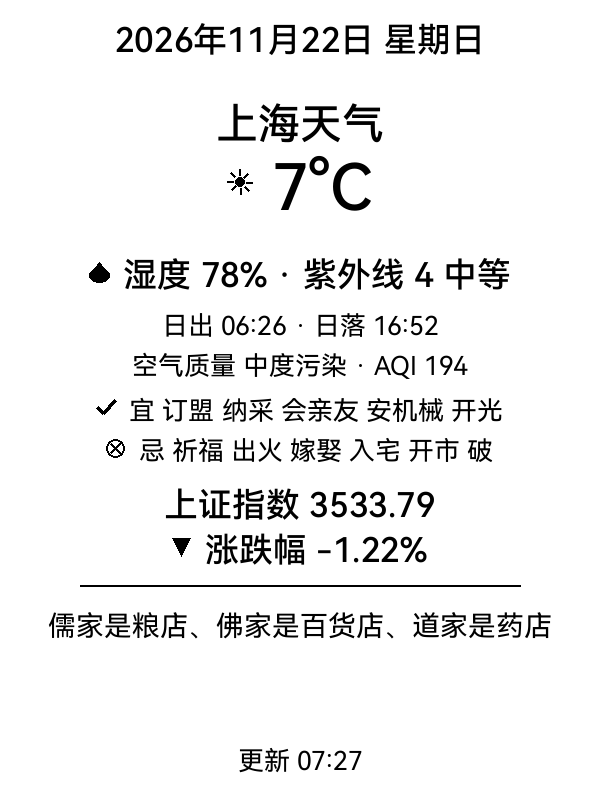 2026年11月22日 星期日
上海天气
7°C
湿度 78% · 紫外线 4 中等
日出 06:26 · 日落 16:52
空气质量 中度污染 · AQI 194
宜 订盟 纳采 会亲友 安机械 开光
忌 祈福 出火 嫁娶 入宅 开市 破
上证指数 3533.79
涨跌幅 -1.22%
儒家是粮店、佛家是百货店、道家是药店
更新 07:27